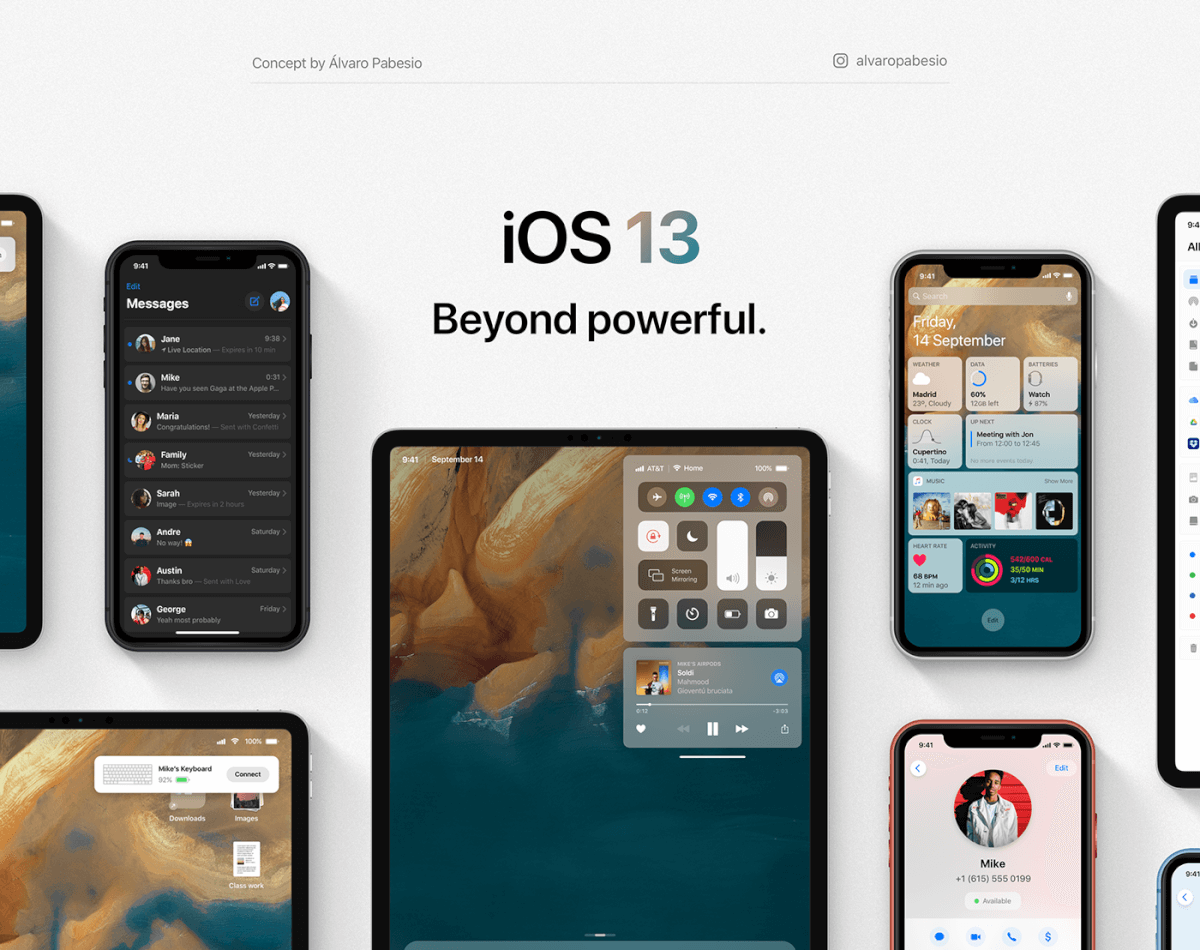 Concept by Álvaro Pabesio
alvaropabesio
iOS 13
Beyond powerful.
9:41
Edit
Messages
Jane 9:38
Live Location — Expires in 10 min
Mike 0:31
Have you seen Gaga at the Apple P...
Maria Yesterday
Congratulations! — Sent with Confetti
Family Yesterday
Mom: Sticker
Sarah Yesterday
Image — Expires in 2 hours
Andre Saturday
No way! 😱
Austin Saturday
Thanks bro — Sent with Love
George Friday
Yeah most probably
9:41 September 14
AT&T Home 100%
Screen
Mirroring
MIKE'S AIRPODS
Soldi
Mahmood
Gioventú bruciata
0:12 -3:03
9:41
Search
Friday,
14 September
WEATHER
Madrid
23º, Cloudy
DATA
60%
12GB left
BATTERIES
Watch
87%
CLOCK
Cupertino
0:41, Today
UP NEXT
Meeting with Jon
From 12:00 to 12:45
No more events today
MUSIC Show More
HEART RATE
68 BPM
12 min ago
ACTIVITY
542/600 CAL
35/50 MIN
3/12 HRS
Edit
9:4
All
100%
Mike's Keyboard
92%
Connect
Downloads
Images
Class work
9:41
Edit
Mike
+1 (615) 555 0199
Available
$
9:41